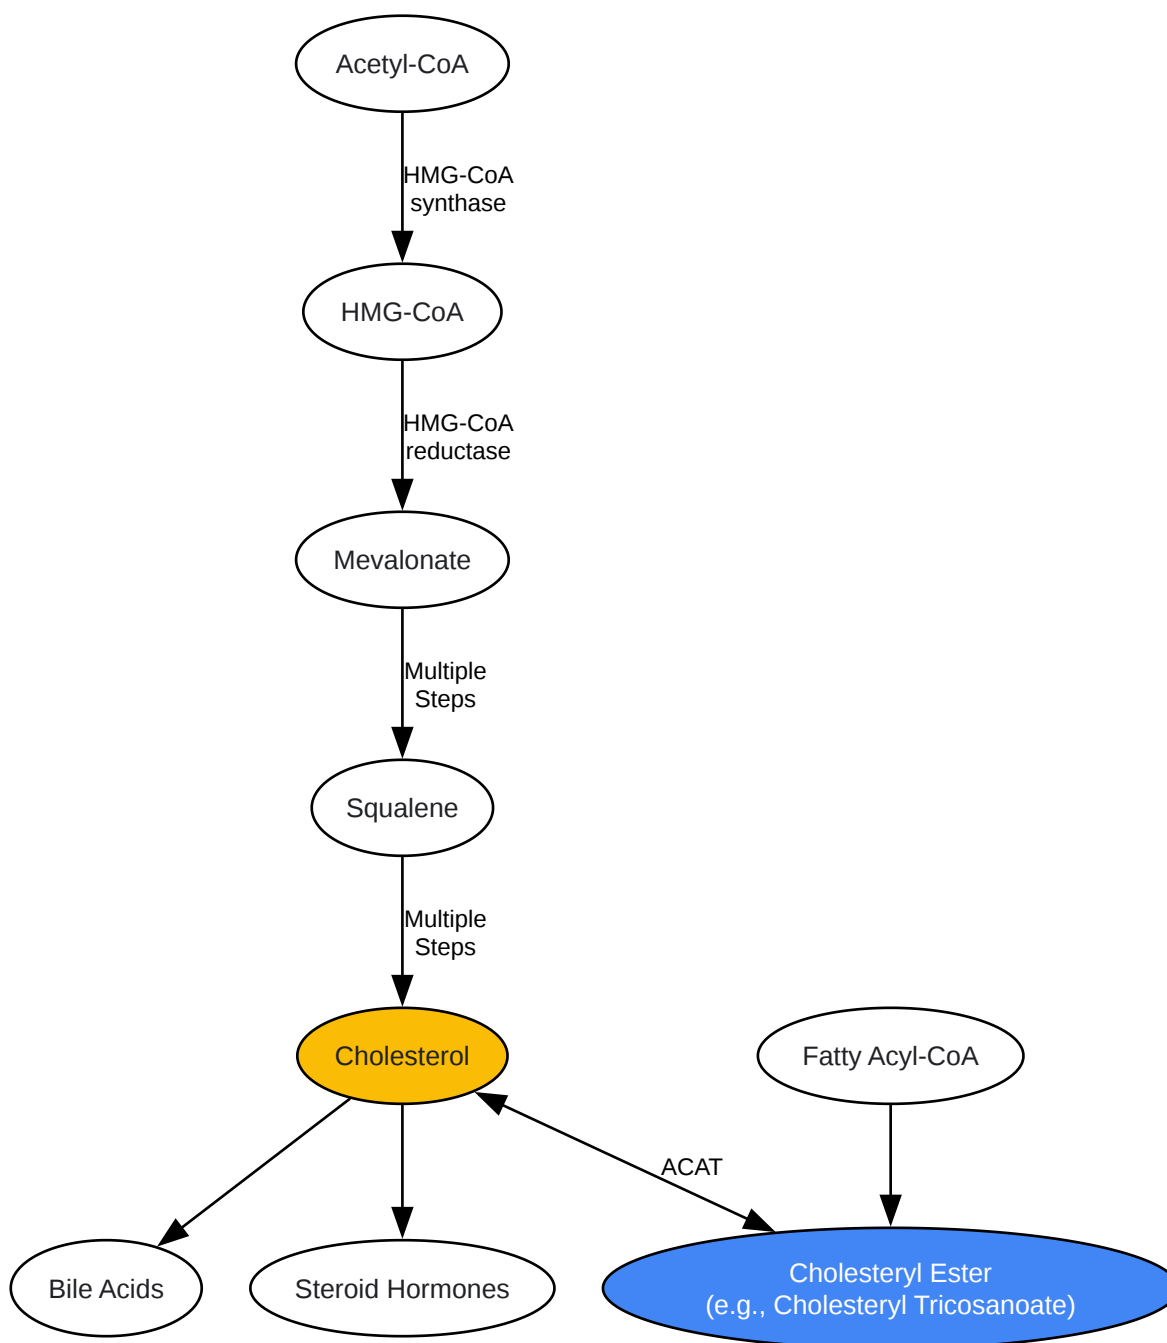 Acetyl-CoA
HMG-CoA
synthase
HMG-CoA
HMG-CoA
reductase
Mevalonate
Multiple
Steps
Squalene
Multiple
Steps
Cholesterol
Fatty Acyl-CoA
ACAT
Bile Acids
Steroid Hormones
Cholesteryl Ester
(e.g., Cholesteryl Tricosanoate)